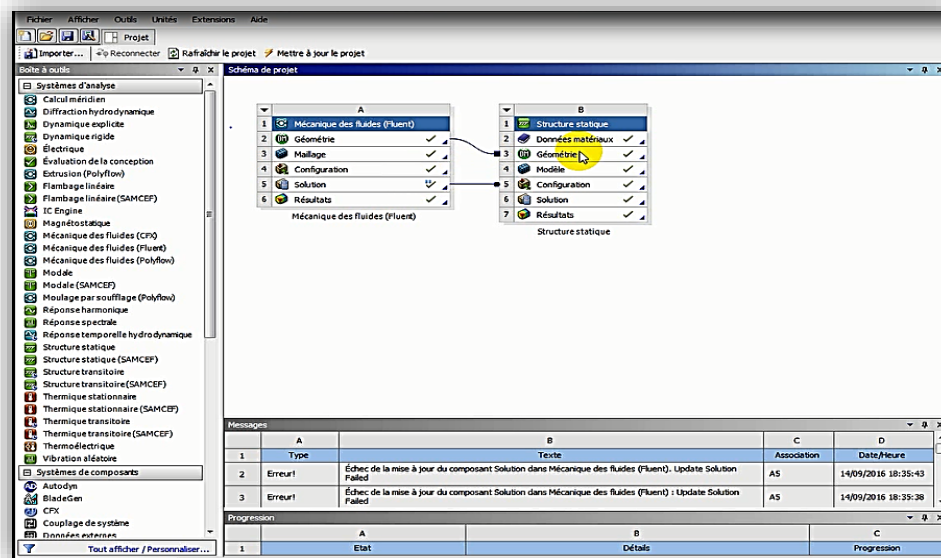 Fichier Afficher Outils Unités Extensions Aide
Projet
Importer... Reconnecter Rafraîchir le projet Mettre à jour le projet
Boîte à outils
Systèmes d'analyse
Calcul méridien
Diffraction hydrodynamique
Dynamique explicite
Dynamique rigide
Électrique
Évaluation de la conception
Extrusion (Polyflow)
Flambage linéaire
Flambage linéaire (SAMCEF)
IC Engine
Magnétostatique
Mécanique des fluides (CFX)
Mécanique des fluides (Fluent)
Mécanique des fluides (Polyflow)
Modale
Modale (SAMCEF)
Moulage par soufflage (Polyflow)
Réponse harmonique
Réponse spectrale
Réponse temporelle hydrodynamique
Structure statique
Structure statique (SAMCEF)
Structure transitoire
Structure transitoire (SAMCEF)
Thermique stationnaire
Thermique stationnaire (SAMCEF)
Thermique transitoire
Thermique transitoire (SAMCEF)
Thermoélectrique
Vibration aléatoire
Systèmes de composants
Autodyn
BladeGen
CFX
Couplage de système
Données externes
Tout afficher / Personnaliser...
Schéma de projet
A
1 Mécanique des fluides (Fluent)
2 Géométrie
3 Maillage
4 Configuration
5 Solution
6 Résultats
Mécanique des fluides (Fluent)
B
1 Structure statique
2 Données matériaux
3 Géométrie
4 Modèle
5 Configuration
6 Solution
7 Résultats
Structure statique
Messages
A B C D
1 Type Texte Association Date/Heure
2 Erreur! Échec de la mise à jour du composant Solution dans Mécanique des fluides (Fluent). Update Solution A5 14/09/2016 18:35:43
Failed
3 Erreur! Échec de la mise à jour du composant Solution dans Mécanique des fluides (Fluent) : Update Solution A5 14/09/2016 18:35:38
Failed
Progression
A B C
1 Etat Détails Progression